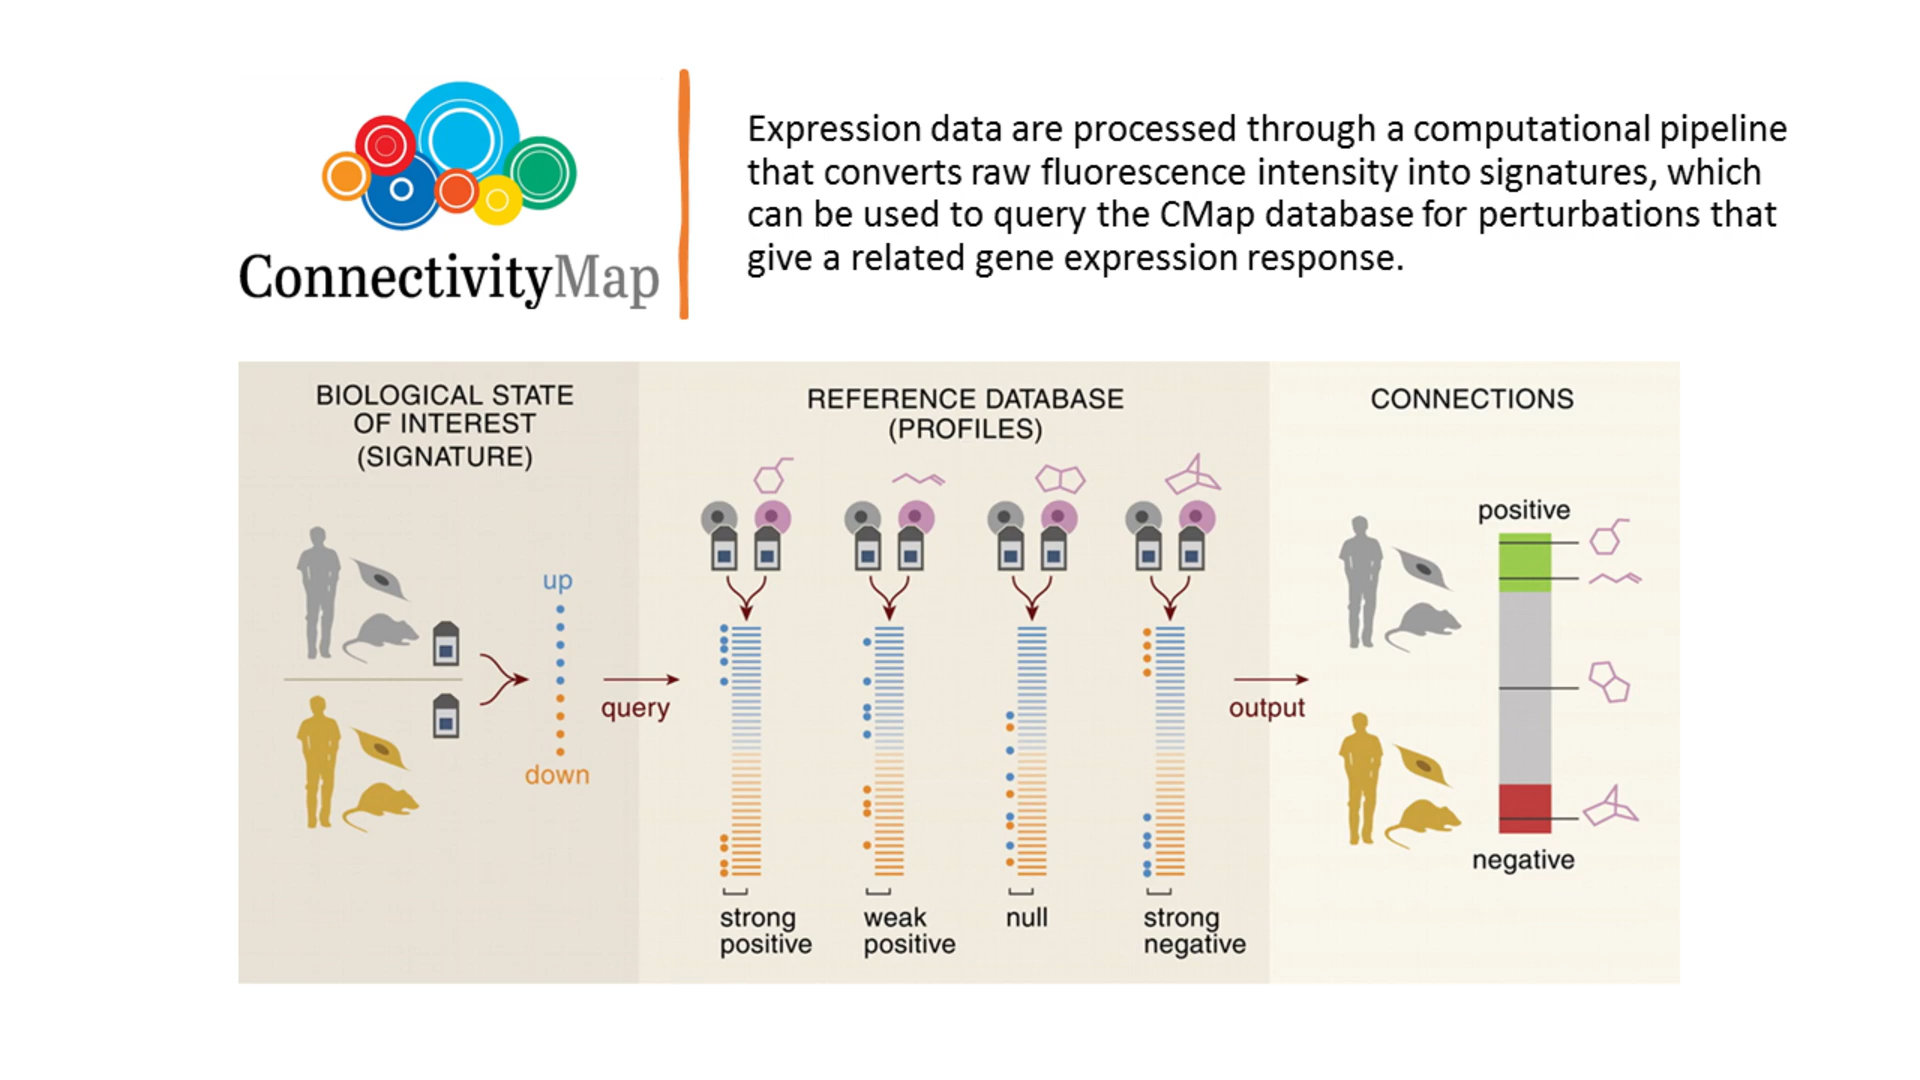 ConnectivityMap
Expression data are processed through a computational pipeline
that converts raw fluorescence intensity into signatures, which
can be used to query the CMap database for perturbations that
give a related gene expression response.
BIOLOGICAL STATE
OF INTEREST
(SIGNATURE)
up
down
query
REFERENCE DATABASE
(PROFILES)
strong
positive
weak
positive
null
strong
negative
output
CONNECTIONS
positive
negative